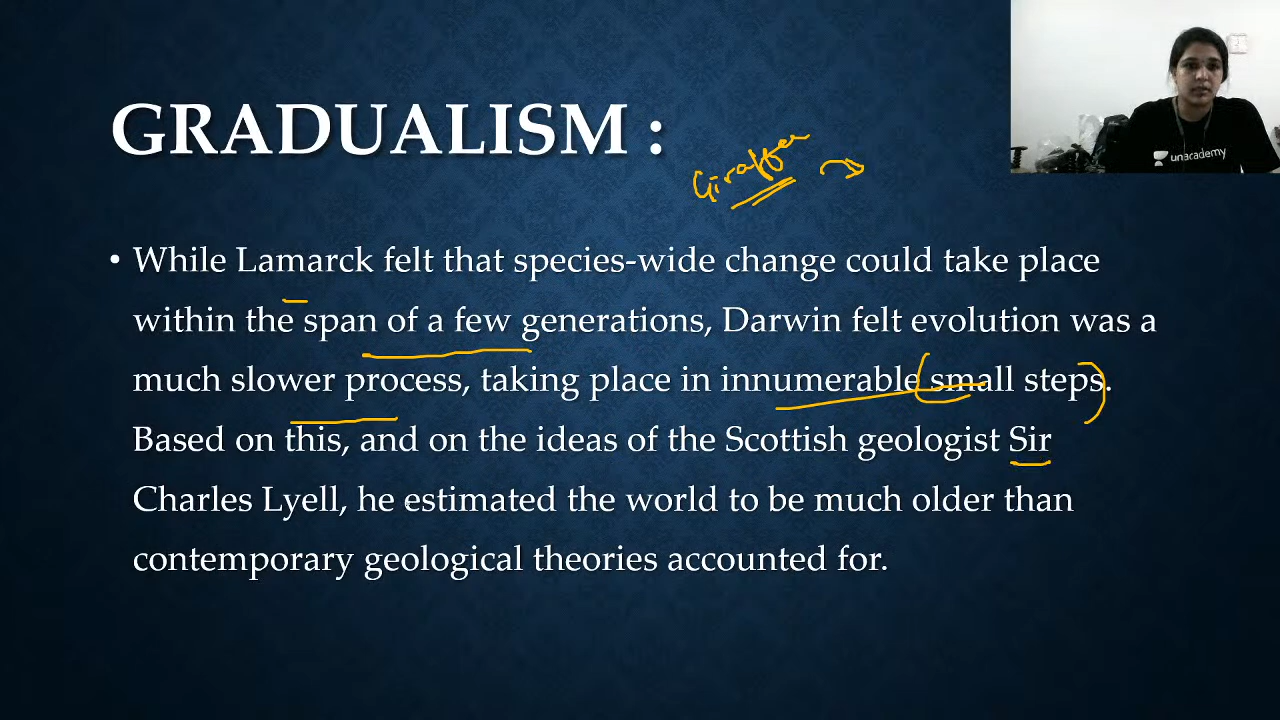 GRADUALISM :
Giraffee
unacademy
• While Lamarck felt that species-wide change could take place
within the span of a few generations, Darwin felt evolution was a
much slower process, taking place in innumerable small steps.
Based on this, and on the ideas of the Scottish geologist Sir
Charles Lyell, he estimated the world to be much older than
contemporary geological theories accounted for.